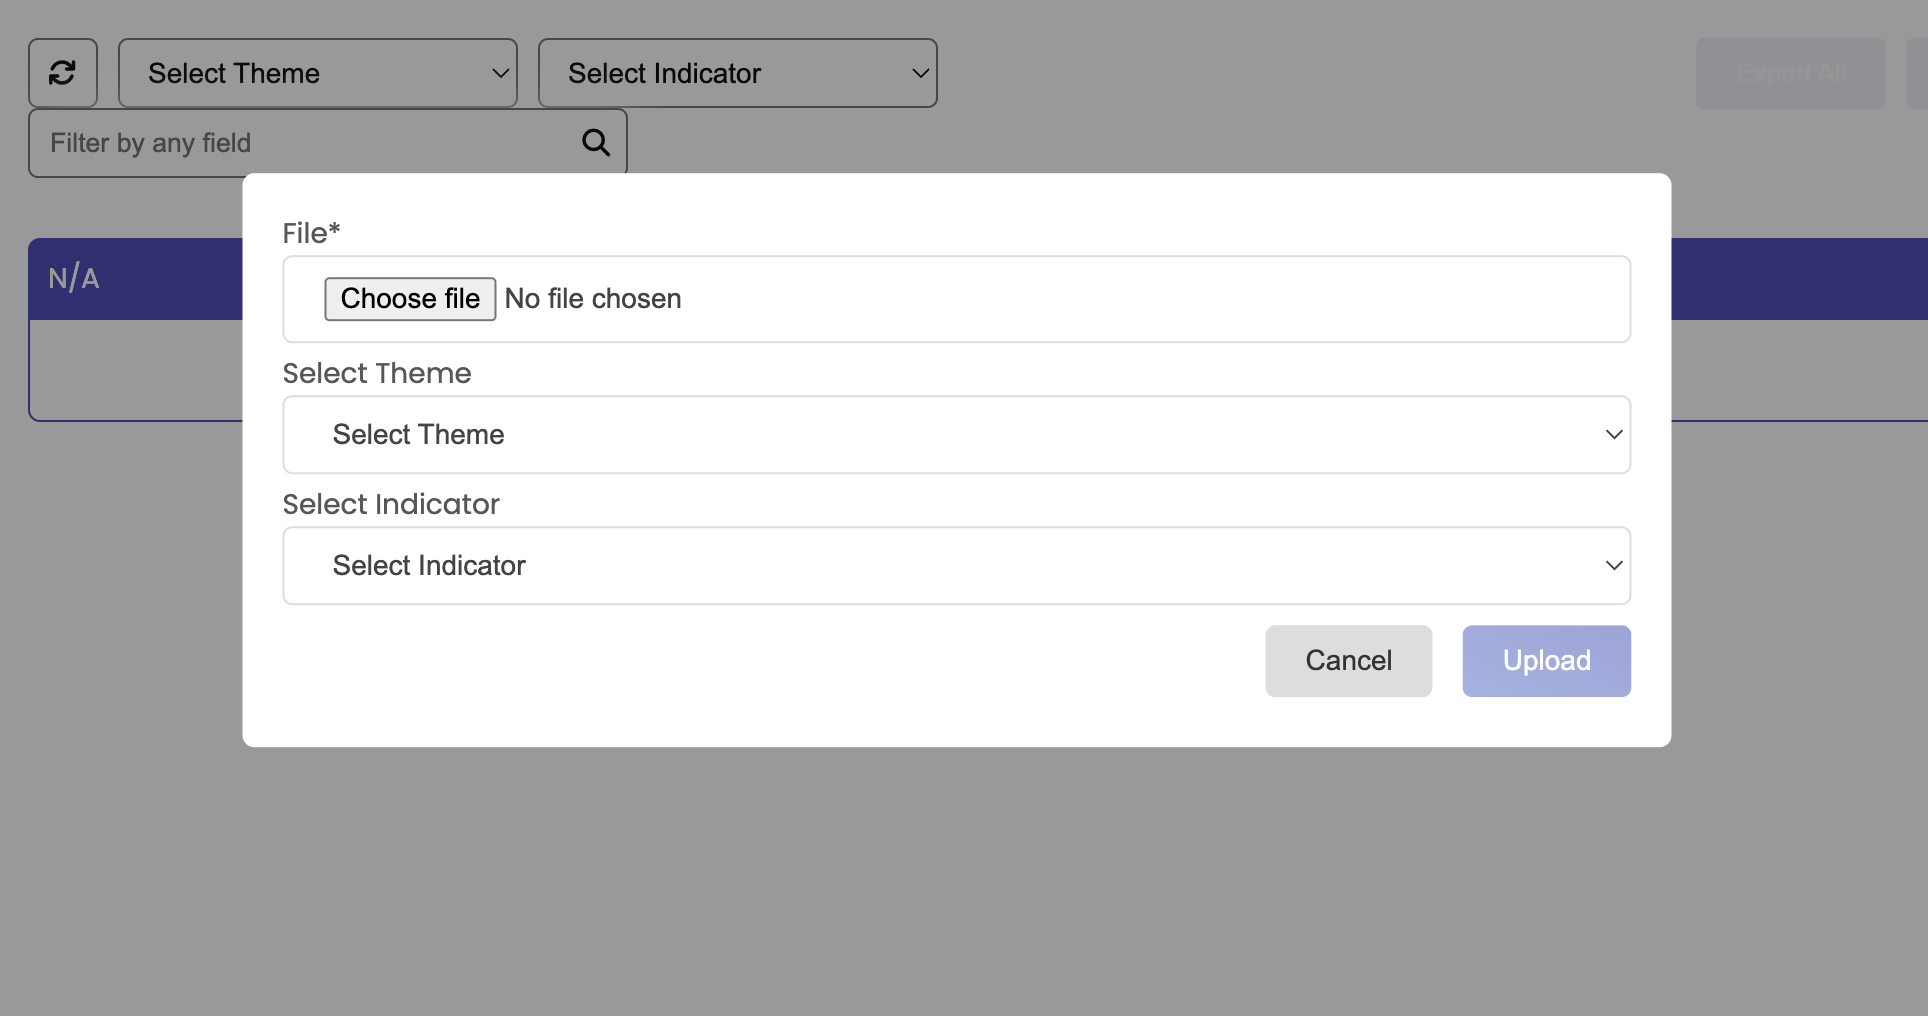 Select Theme
Select Indicator
Export All
Filter by any field
N/A
File*
Choose file No file chosen
Select Theme
Select Theme
Select Indicator
Select Indicator
Cancel
Upload